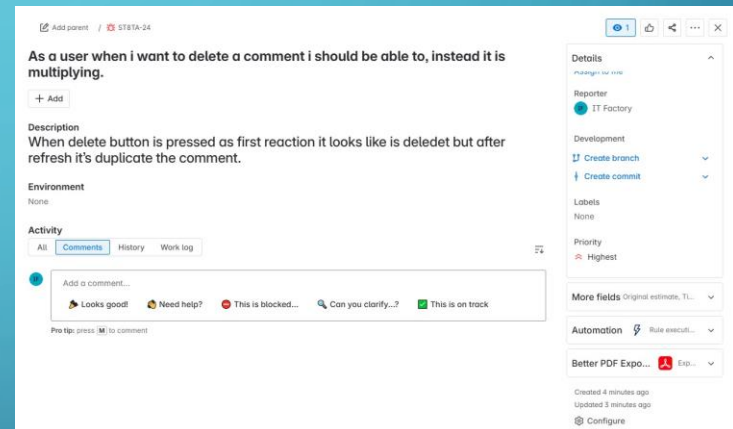 Add parent / ST8TA-24
1
As a user when i want to delete a comment i should be able to, instead it is
multiplying.
+ Add
Description
When delete button is pressed as first reaction it looks like is deledet but after
refresh it's duplicate the comment.
Environment
None
Activity
All Comments History Work log
Add a comment...
Looks good! Need help? This is blocked... Can you clarify...? This is on track
Pro tip: press M to comment
Details
Assign to me
Reporter
IT Factory
Development
Create branch
Create commit
Labels
None
Priority
Highest
More fields Original estimate, Ti...
Automation Rule executi...
Better PDF Expo... Exp...
Created 4 minutes ago
Updated 3 minutes ago
Configure